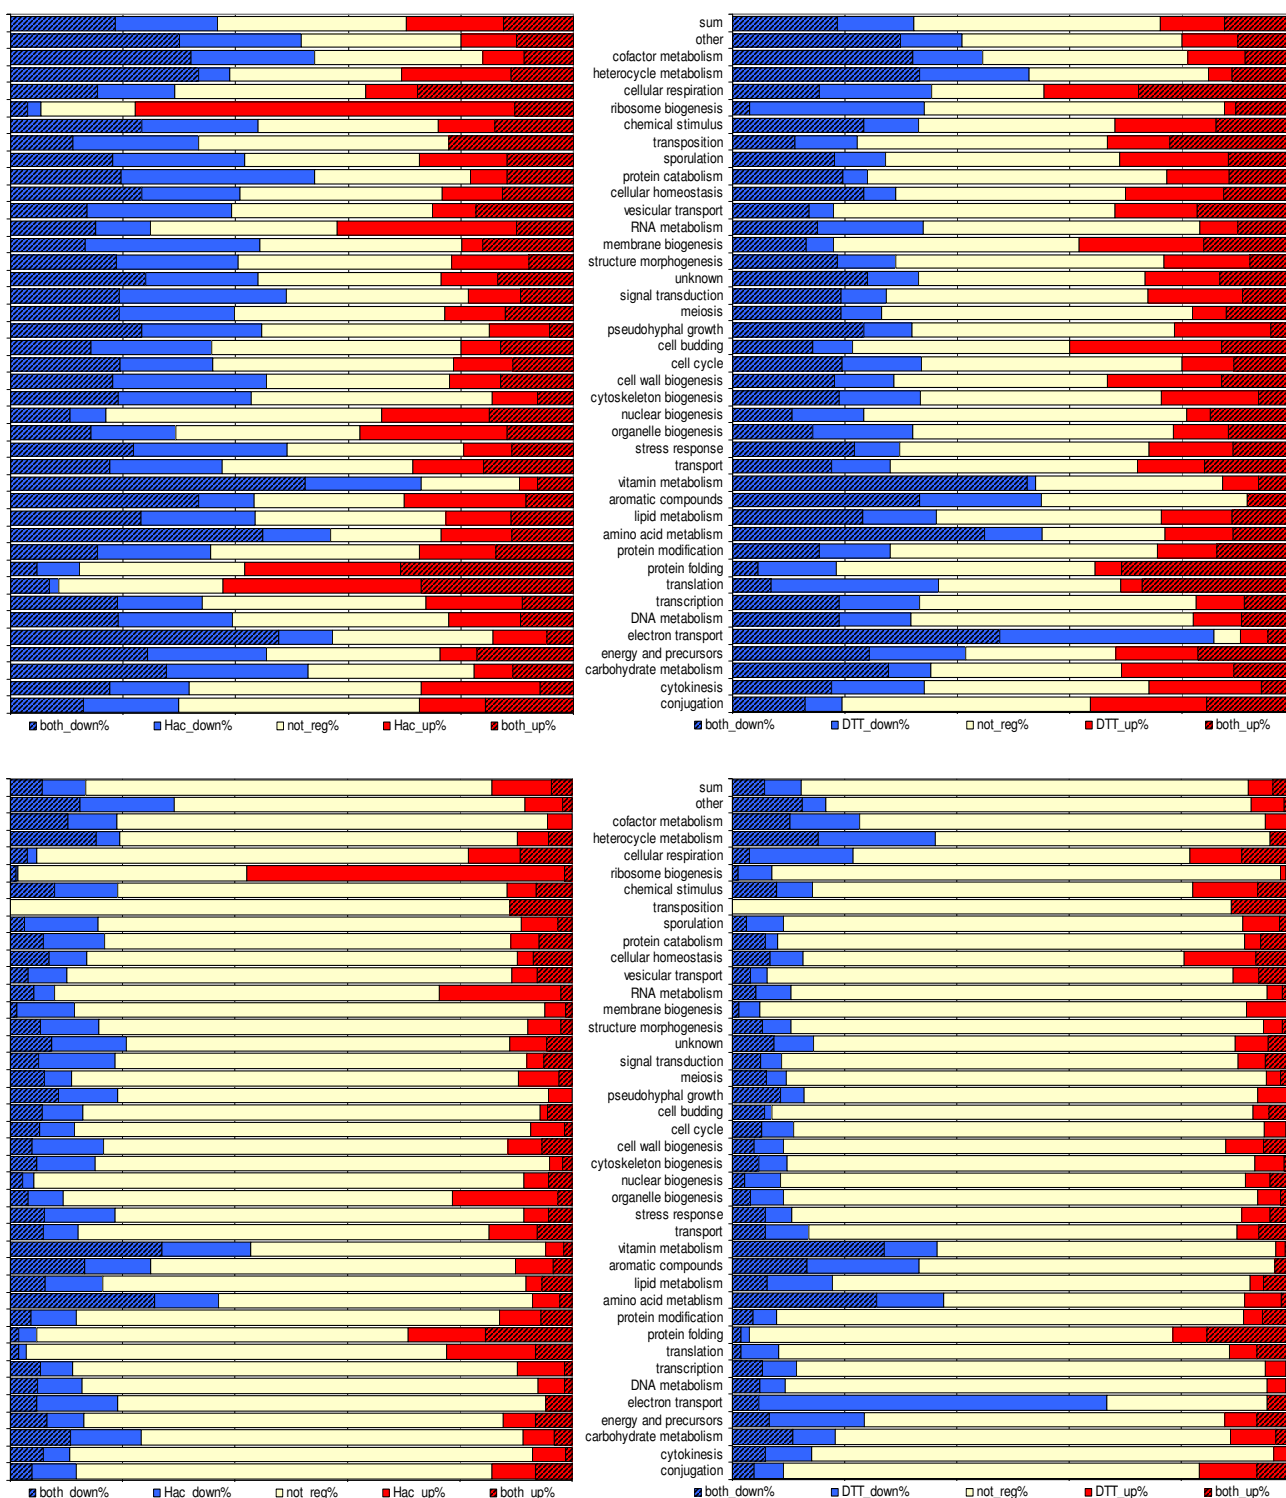 sum
other
cofactor metabolism
heterocycle metabolism
cellular respiration
ribosome biogenesis
chemical stimulus
transposition
sporulation
protein catabolism
cellular homeostasis
vesicular transport
RNA metabolism
membrane biogenesis
structure morphogenesis
unknown
signal transduction
meiosis
pseudohyphal growth
cell budding
cell cycle
cell wall biogenesis
cytoskeleton biogenesis
nuclear biogenesis
organelle biogenesis
stress response
transport
vitamin metabolism
aromatic compounds
lipid metabolism
amino acid metablism
protein modification
protein folding
translation
transcription
DNA metabolism
electron transport
energy and precursors
carbohydrate metabolism
cytokinesis
conjugation
both_down% Hac_down% not_reg% Hac_up% both_up% both_down% DTT_down% not_reg% DTT_up% both_up%
sum
other
cofactor metabolism
heterocycle metabolism
cellular respiration
ribosome biogenesis
chemical stimulus
transposition
sporulation
protein catabolism
cellular homeostasis
vesicular transport
RNA metabolism
membrane biogenesis
structure morphogenesis
unknown
signal transduction
meiosis
pseudohyphal growth
cell budding
cell cycle
cell wall biogenesis
cytoskeleton biogenesis
nuclear biogenesis
organelle biogenesis
stress response
transport
vitamin metabolism
aromatic compounds
lipid metabolism
amino acid metablism
protein modification
protein folding
translation
transcription
DNA metabolism
electron transport
energy and precursors
carbohydrate metabolism
cytokinesis
conjugation
both_down% Hac_down% not_reg% Hac_up% both_up% both_down% DTT_down% not_reg% DTT_up% both_up%